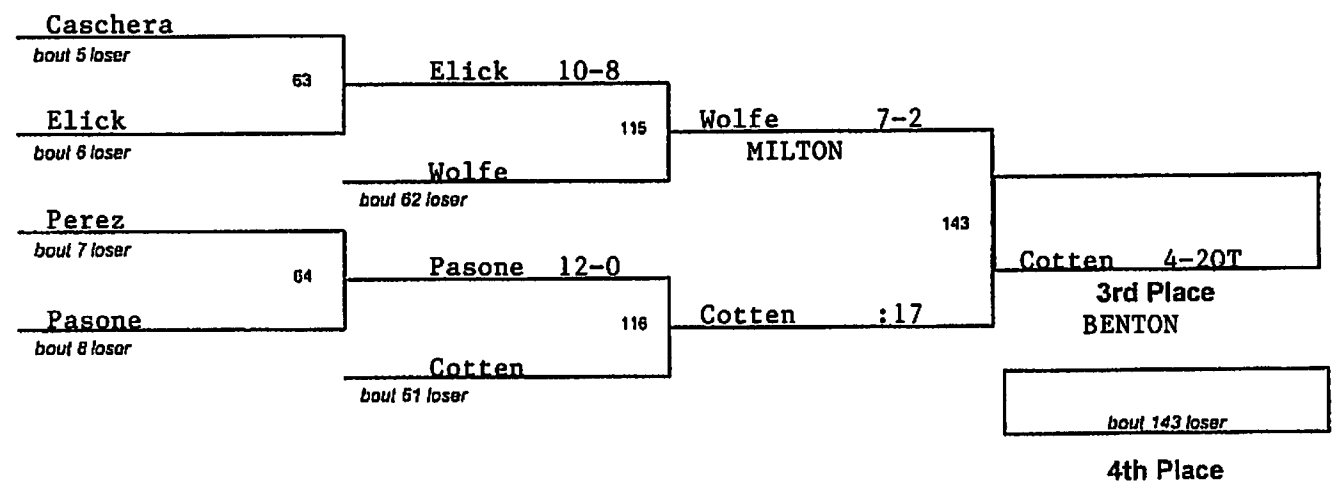 Caschera
bout 5 loser
63
Elick 10-8
Elick
bout 6 loser
115
Wolfe 7-2
MILTON
Wolfe
bout 62 loser
Perez
bout 7 loser
143
64
Pasone 12-0
Cotten 4-2OT
3rd Place
BENTON
Pasone
bout 8 loser
116
Cotten :17
Cotten
bout 61 loser
bout 143 loser
4th Place